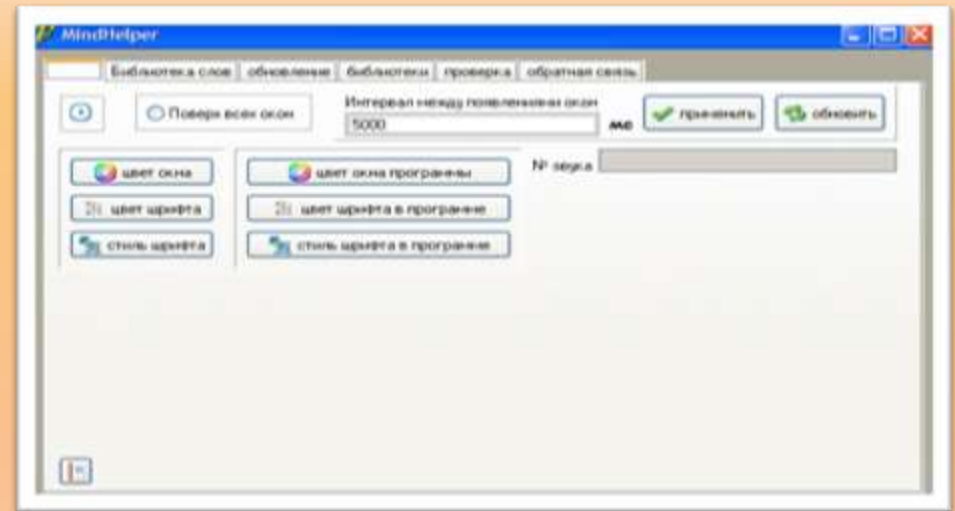 MindHelper
Библиотека слов обновление библиотеки проверка обратная связь
Поверх всех окон
Интервал между появлениями окон
5000 мс
применить обновить
№ звука
цвет окна цвет окна программы
цвет шрифта цвет шрифта в программе
стиль шрифта стиль шрифта в программе